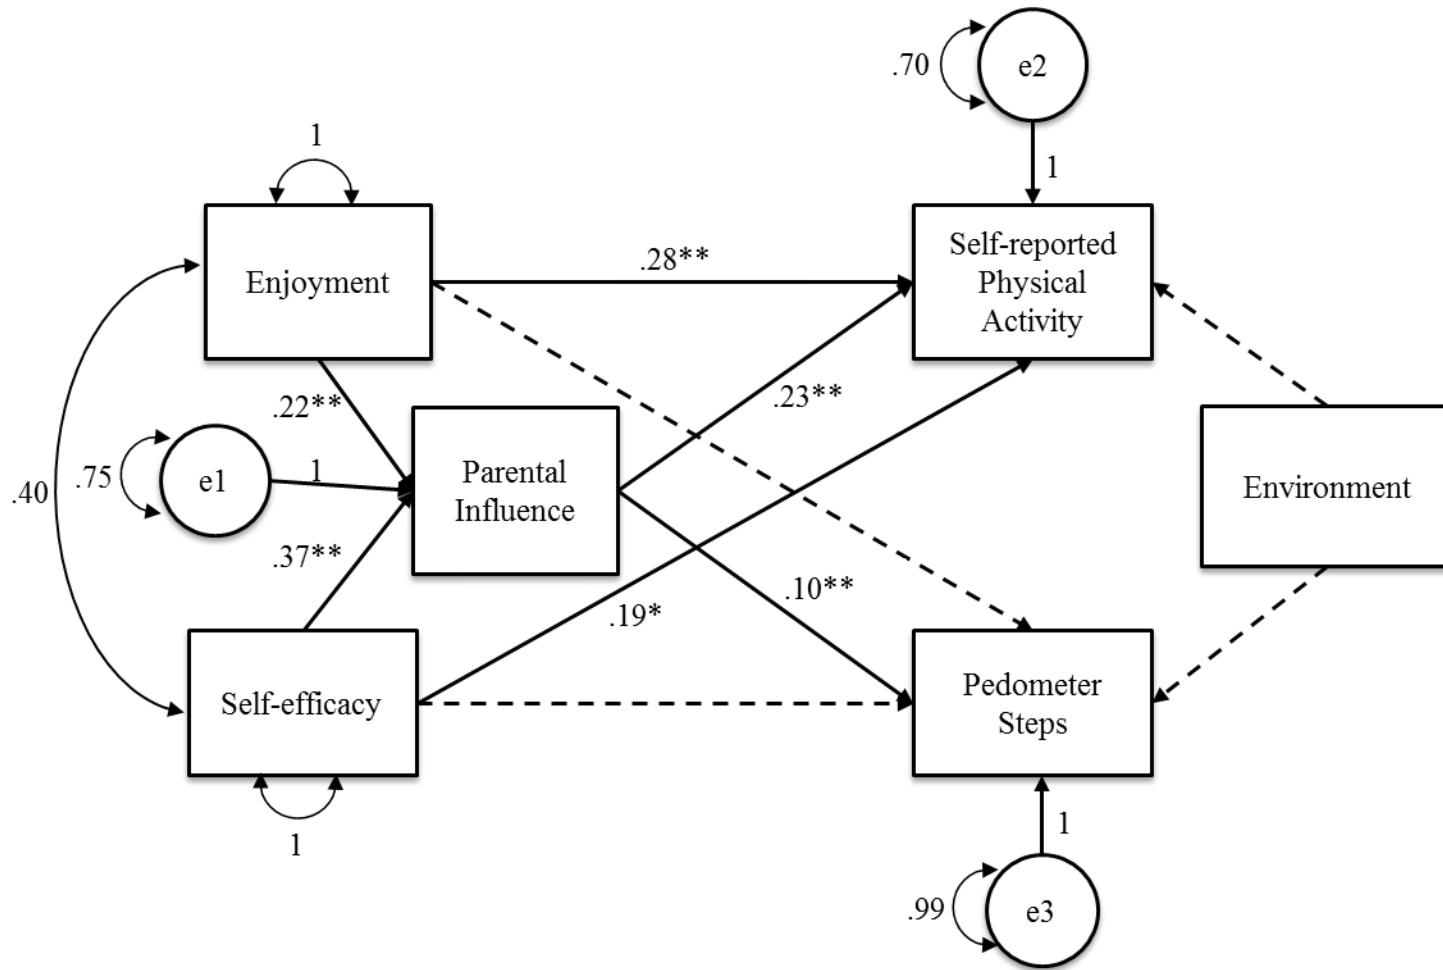 e2
.70
1
1
Enjoyment
.28**
Self-reported
Physical
Activity
.22**
.23**
e1
.75
1
.40
Parental
Influence
Environment
.37**
.10**
.19*
Self-efficacy
Pedometer
Steps
1
1
e3
.99